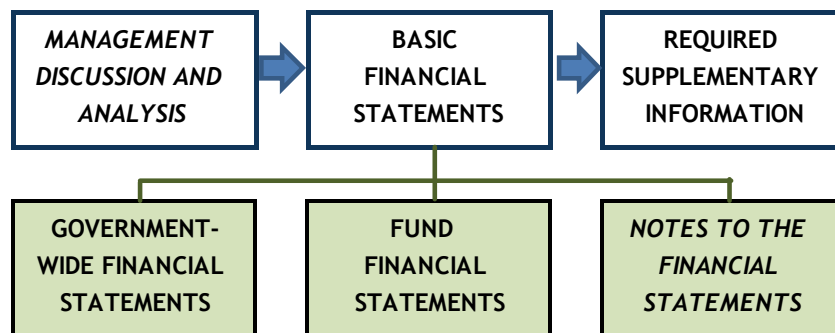 MANAGEMENT
DISCUSSION AND
ANALYSIS
BASIC
FINANCIAL
STATEMENTS
REQUIRED
SUPPLEMENTARY
INFORMATION
GOVERNMENT-
WIDE FINANCIAL
STATEMENTS
FUND
FINANCIAL
STATEMENTS
NOTES TO THE
FINANCIAL
STATEMENTS